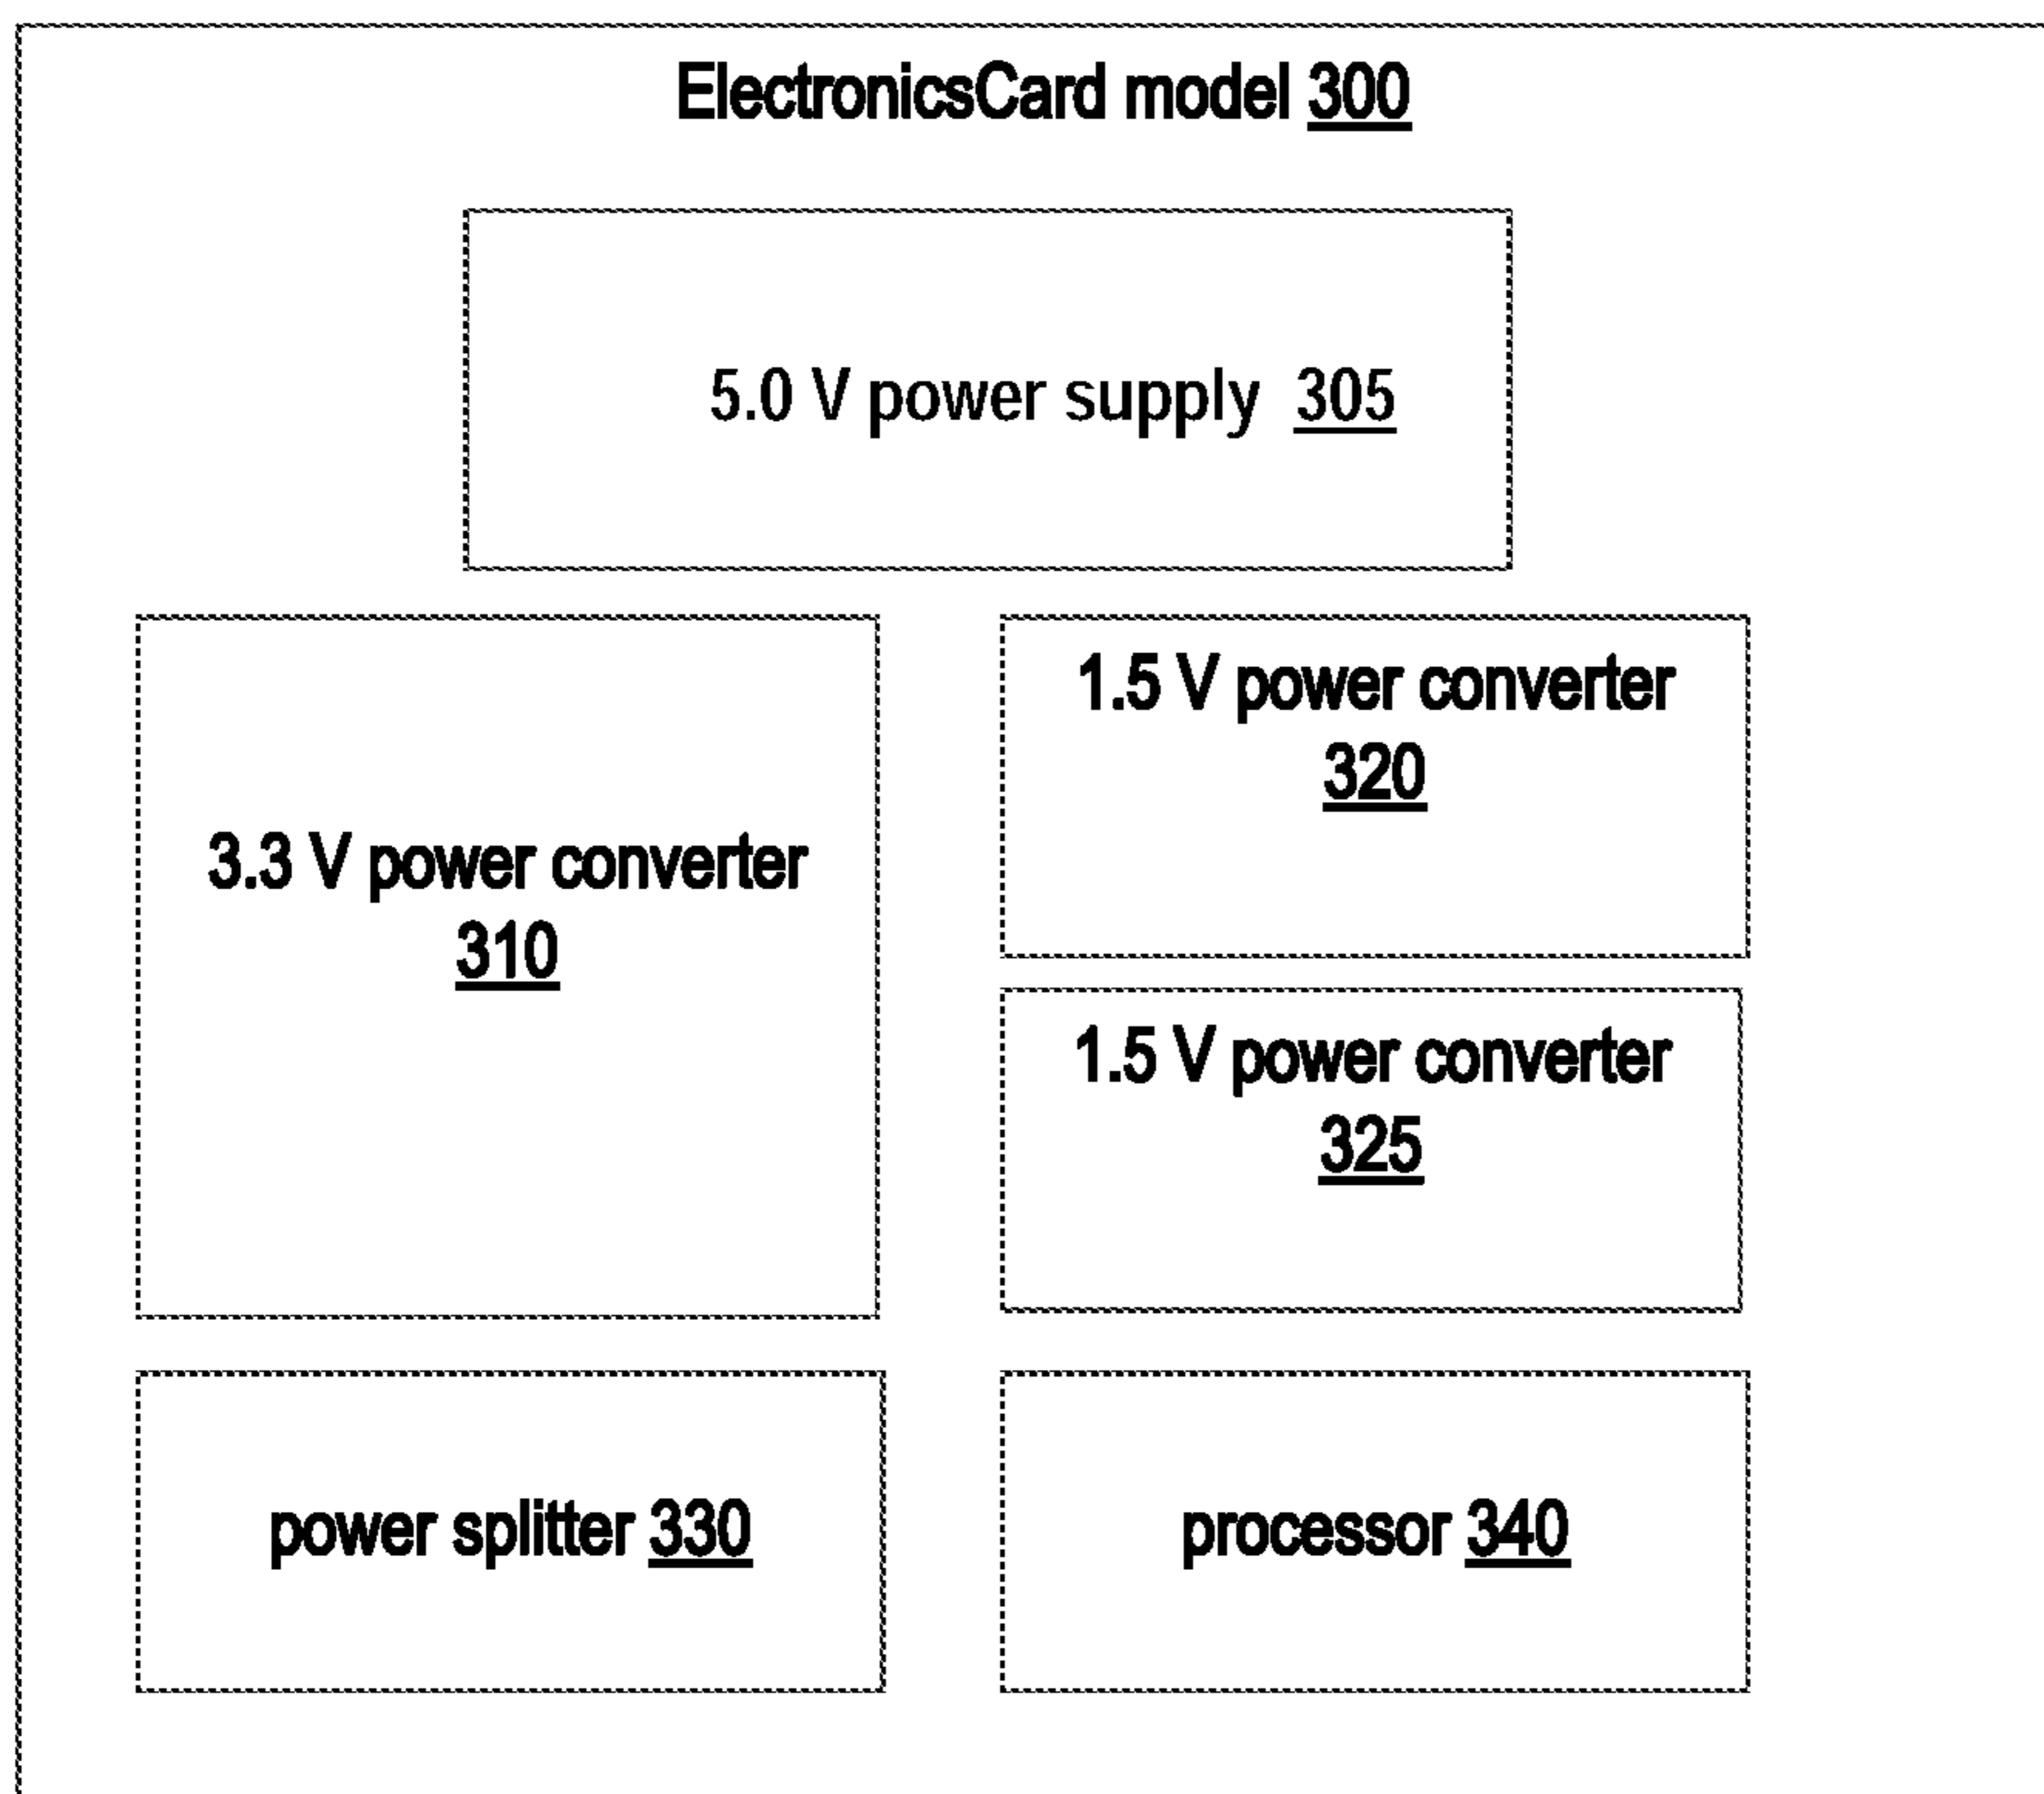 ElectronicsCard model 300
5.0 V power supply 305
3.3 V power converter
310
1.5 V power converter
320
1.5 V power converter
325
power splitter 330
processor 340